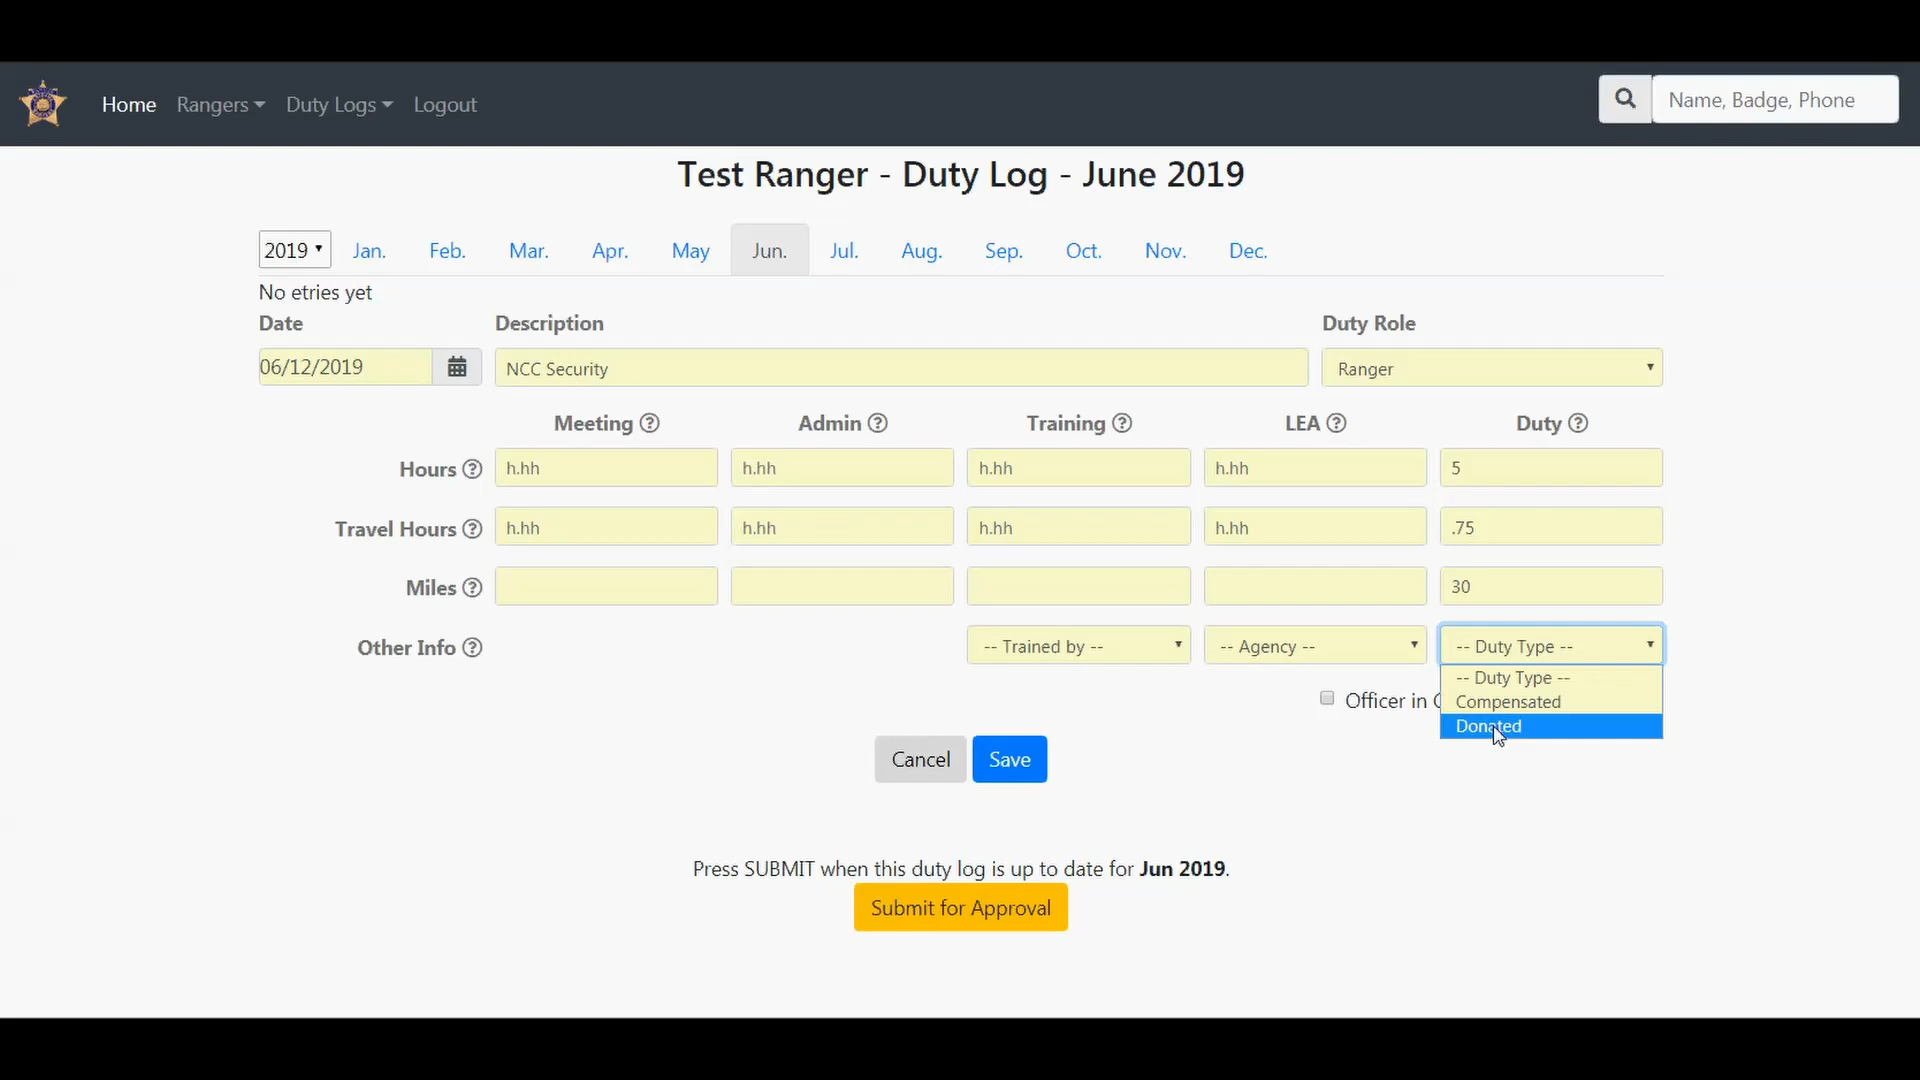 Home Rangers Duty Logs Logout Name, Badge, Phone
Test Ranger - Duty Log - June 2019
2019 Jan. Feb. Mar. Apr. May Jun. Jul. Aug. Sep. Oct. Nov. Dec.
No etries yet
Date Description Duty Role
06/12/2019 NCC Security Ranger
Meeting Admin Training LEA Duty
Hours h.hh h.hh h.hh h.hh 5
Travel Hours h.hh h.hh h.hh h.hh .75
Miles 30
Other Info -- Trained by -- -- Agency -- -- Duty Type --
-- Duty Type --
Officer in Compensated
Donated
Cancel Save
Press SUBMIT when this duty log is up to date for Jun 2019.
Submit for Approval